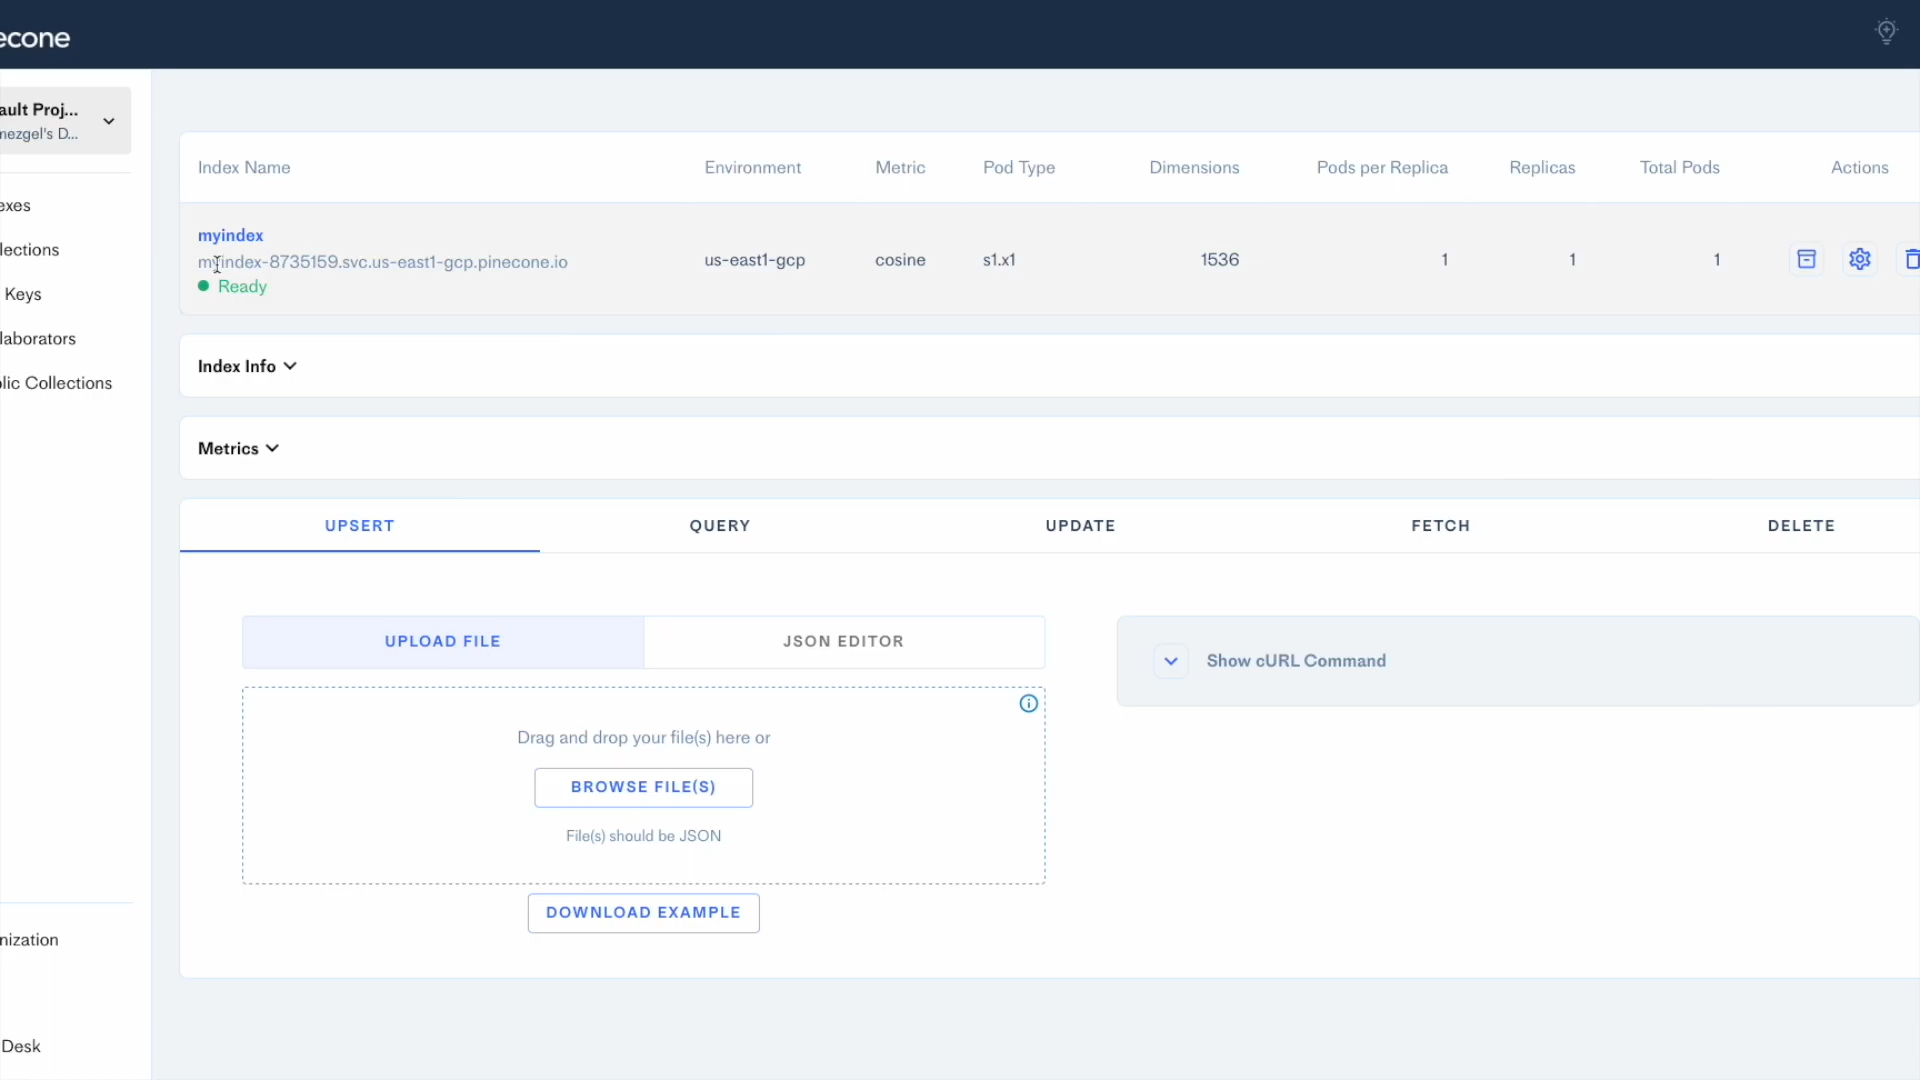 econe
ault Proj...
nezgel's D...
exes
lections
Keys
laborators
olic Collections
nization
Desk
Index Name Environment Metric Pod Type Dimensions Pods per Replica Replicas Total Pods Actions
myindex
myindex-8735159.svc.us-east1-gcp.pinecone.io us-east1-gcp cosine s1.x1 1536 1 1 1
Ready
Index Info
Metrics
UPSERT QUERY UPDATE FETCH DELETE
UPLOAD FILE JSON EDITOR
Show cURL Command
Drag and drop your file(s) here or
BROWSE FILE(S)
File(s) should be JSON
DOWNLOAD EXAMPLE